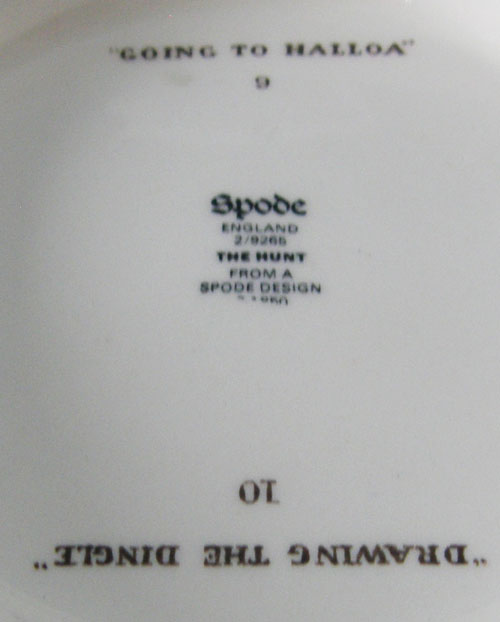 "GOING TO HALLOA"
9
Spode
ENGLAND
2/9265
THE HUNT
FROM A
SPODE DESIGN
10
"DRAWING THE DINGLE"